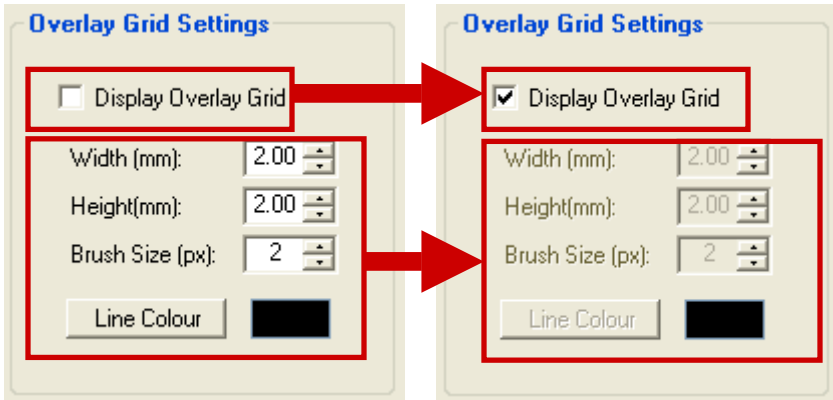 Overlay Grid Settings
Display Overlay Grid
Width (mm): 2.00
Height(mm): 2.00
Brush Size (px): 2
Line Colour
Overlay Grid Settings
Display Overlay Grid
Width (mm): 2.00
Height(mm): 2.00
Brush Size (px): 2
Line Colour